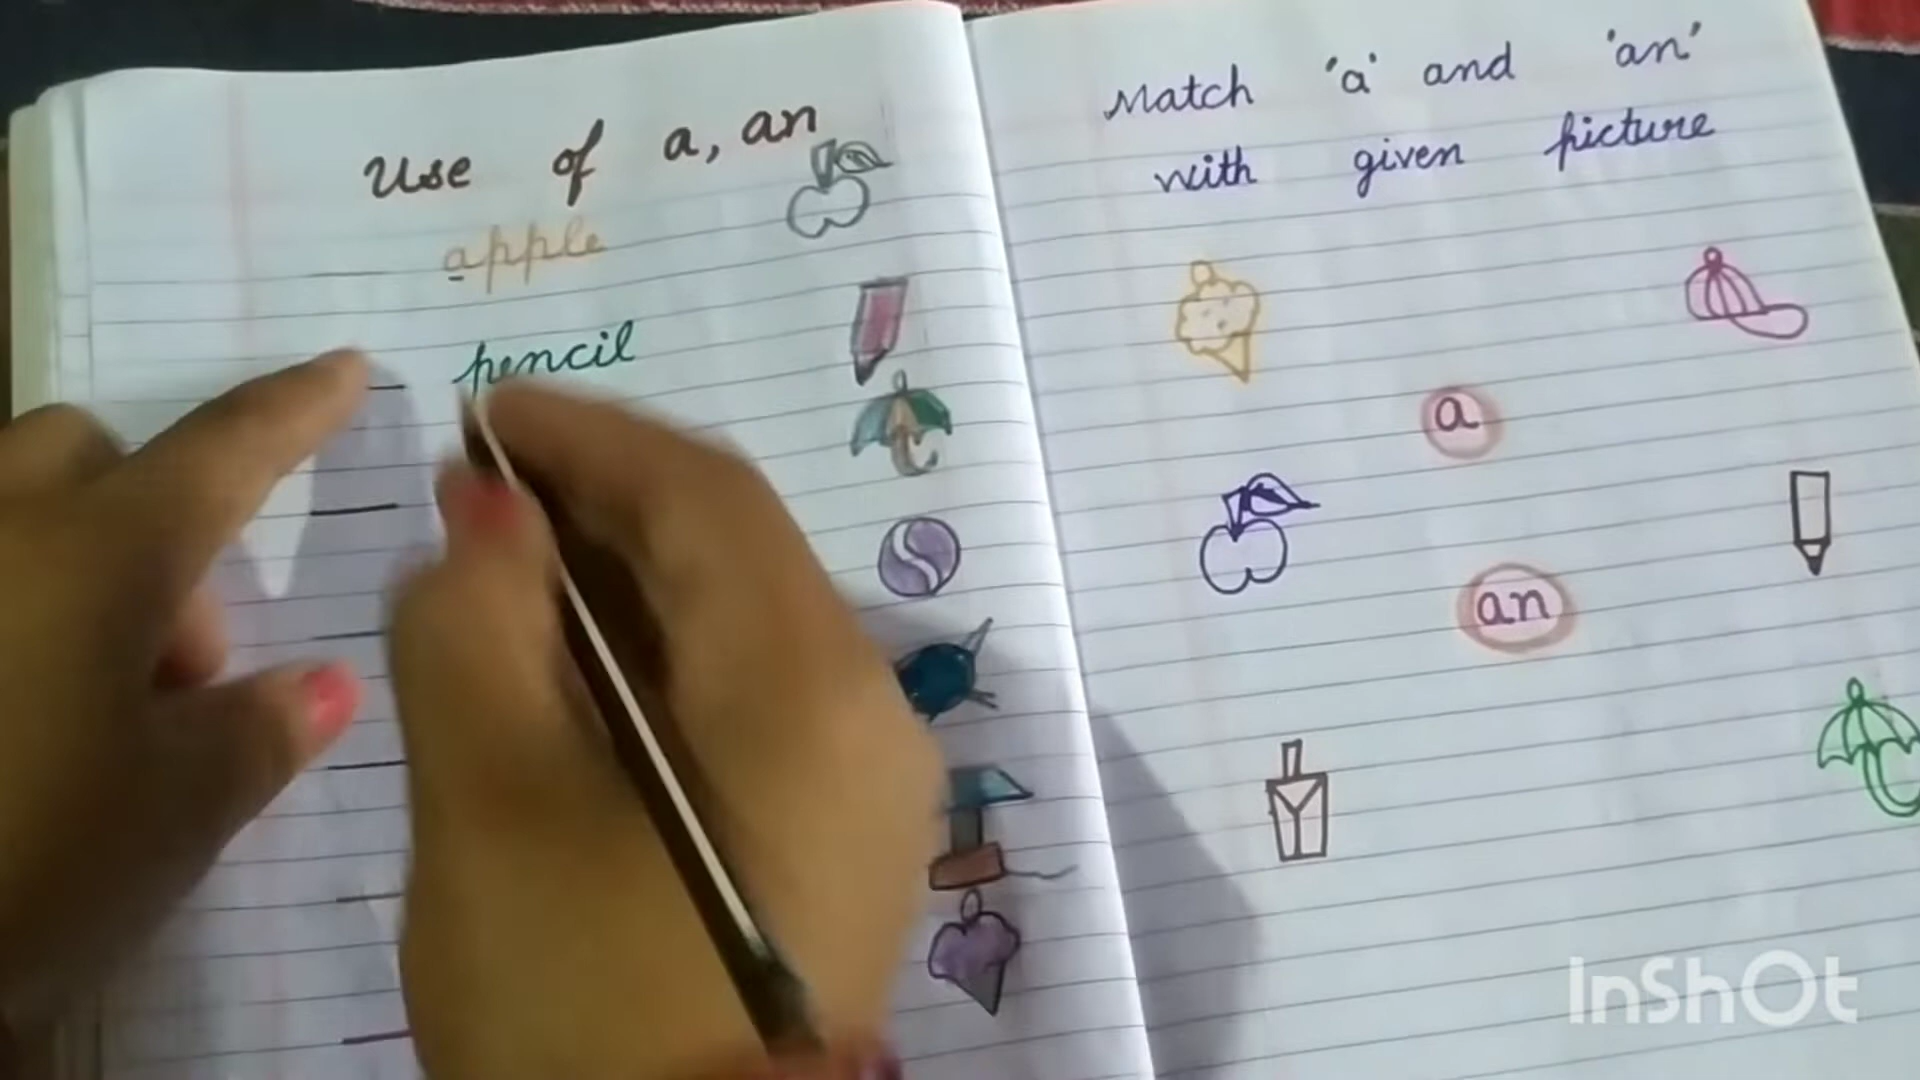 Use of a, an
apple
pencil
Match 'a' and 'an'
with given picture
a
an
InShOt